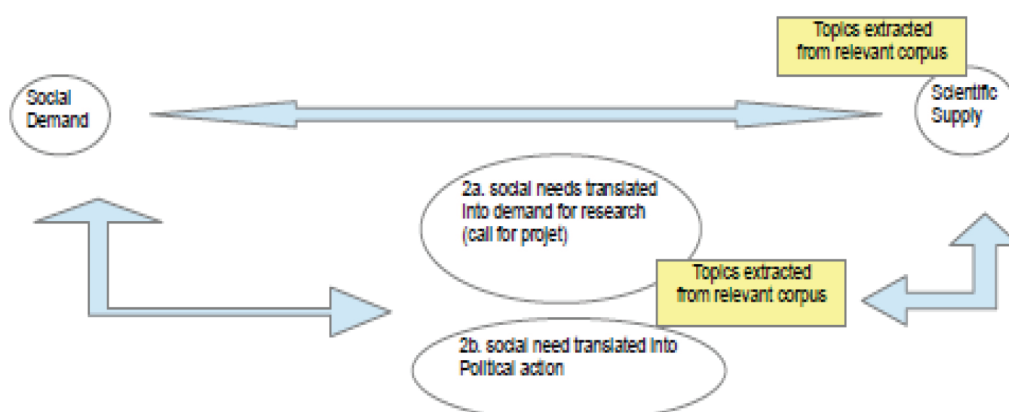 Topics extracted
from relevant corpus
Social
Demand
Scientific
Supply
2a. social needs translated
into demand for research
(call for projet)
Topics extracted
from relevant corpus
2b. social need translated into
Political action